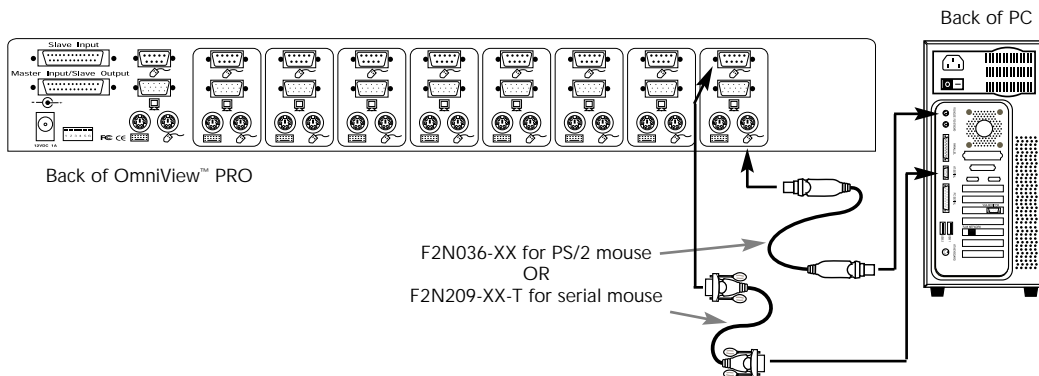 Back of PC
Slave Input
Master Input/Slave Output
12VDC 1A
FC CE
Back of OmniView™ PRO
F2N036-XX for PS/2 mouse
OR
F2N209-XX-T for serial mouse